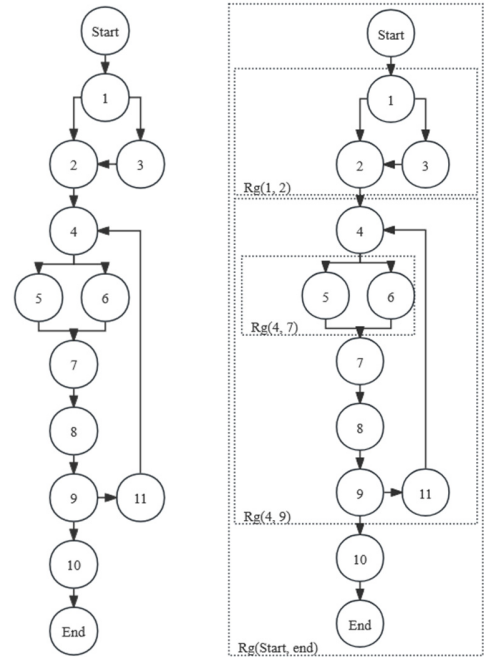 Start
1
2
3
4
5
6
7
8
9
11
10
End
Start
1
2
3
Rg(1, 2)
4
5
6
Rg(4, 7)
7
8
9
11
Rg(4, 9)
10
End
Rg(Start, end)